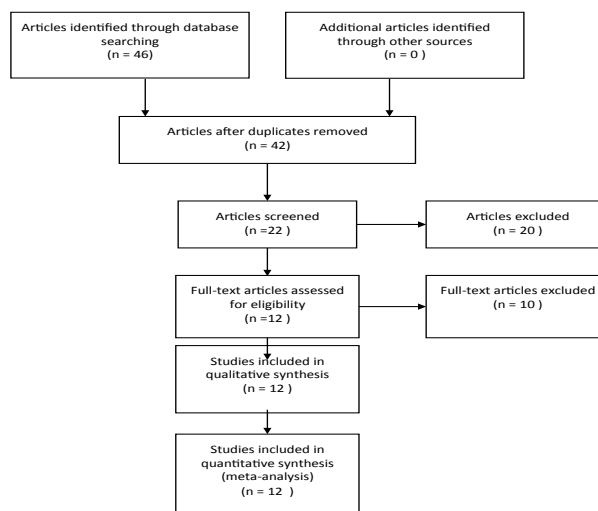 Articles identified through database
searching
(n = 46)
Additional articles identified
through other sources
(n = 0 )
Articles after duplicates removed
(n = 42)
Articles screened
(n =22 )
Articles excluded
(n = 20 )
Full-text articles assessed
for eligibility
(n =12 )
Full-text articles excluded
(n = 10 )
Studies included in
qualitative synthesis
(n = 12 )
Studies included in
quantitative synthesis
(meta-analysis)
(n = 12 )